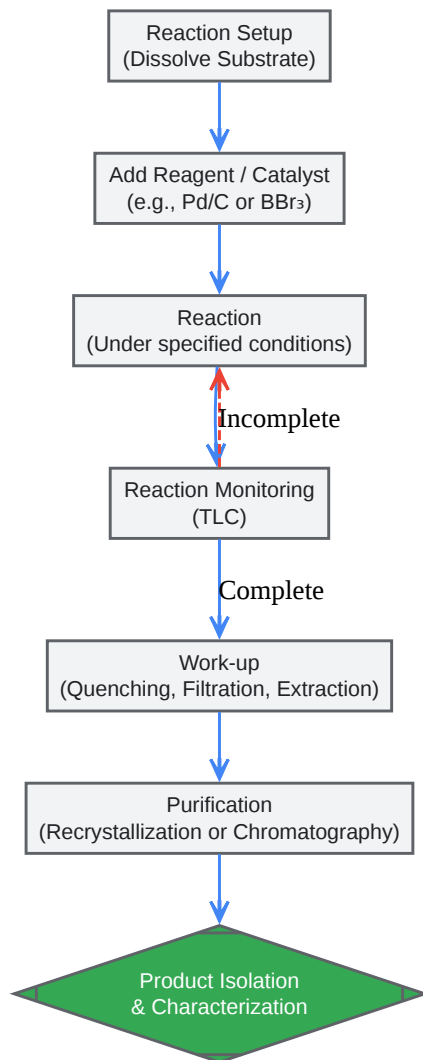 Reaction Setup
(Dissolve Substrate)
Add Reagent / Catalyst
(e.g., Pd/C or BBr₃)
Reaction
(Under specified conditions)
Incomplete
Reaction Monitoring
(TLC)
Complete
Work-up
(Quenching, Filtration, Extraction)
Purification
(Recrystallization or Chromatography)
Product Isolation
& Characterization